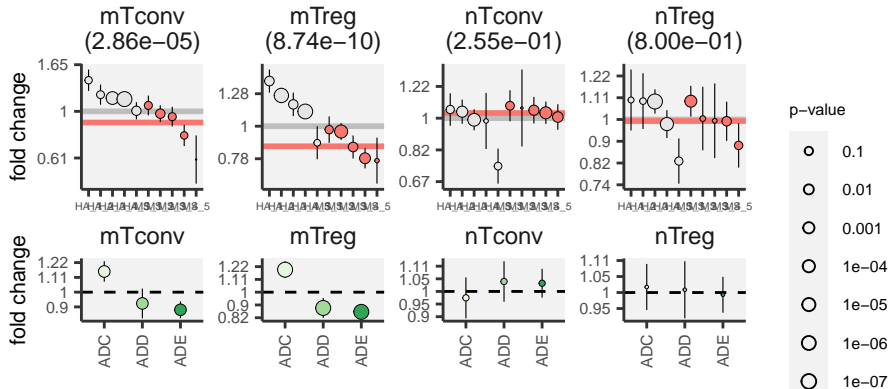 mTconv
(2.86e−05)
mTreg
(8.74e−10)
nTconv
(2.55e−01)
nTreg
(8.00e−01)
fold change
1.65
1
0.61
1.28
1
0.78
1.22
1
0.82
0.67
1.22
1.11
1
0.9
0.82
0.74
p−value
0.1
0.01
0.001
1e−04
1e−05
1e−06
1e−07
mTconv
mTreg
nTconv
nTreg
fold change
1.22
1.11
1
0.9
1.22
1.11
1
0.9
0.82
1.11
1.05
1
0.95
0.9
1.11
1.05
1
0.95
ADC
ADD
ADE
ADC
ADD
ADE
ADC
ADD
ADE
ADC
ADD
ADE